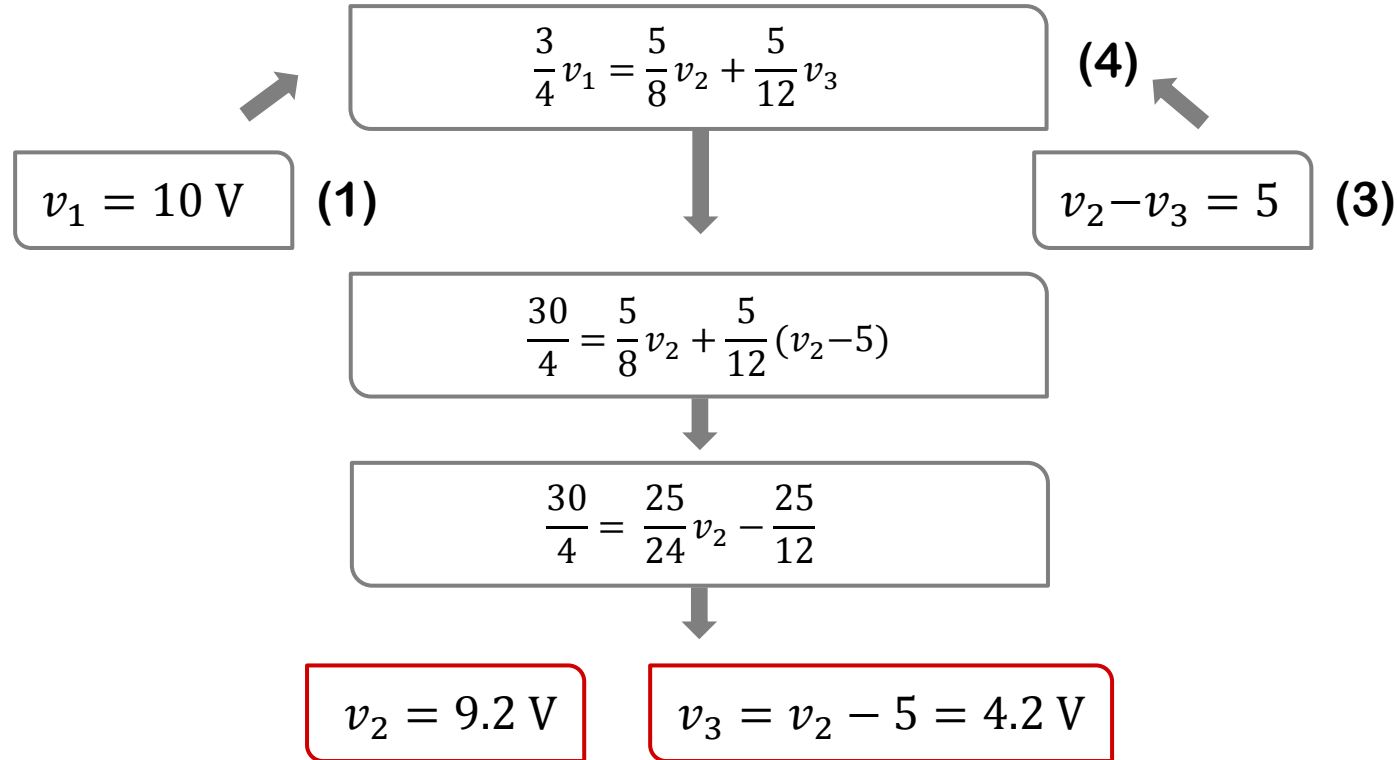 3/4 v₁ = 5/8 v₂ + 5/12 v₃ (4)
v₁ = 10 V (1)
v₂−v₃ = 5 (3)
30/4 = 5/8 v₂ + 5/12 (v₂−5)
30/4 = 25/24 v₂ − 25/12
v₂ = 9.2 V
v₃ = v₂ − 5 = 4.2 V